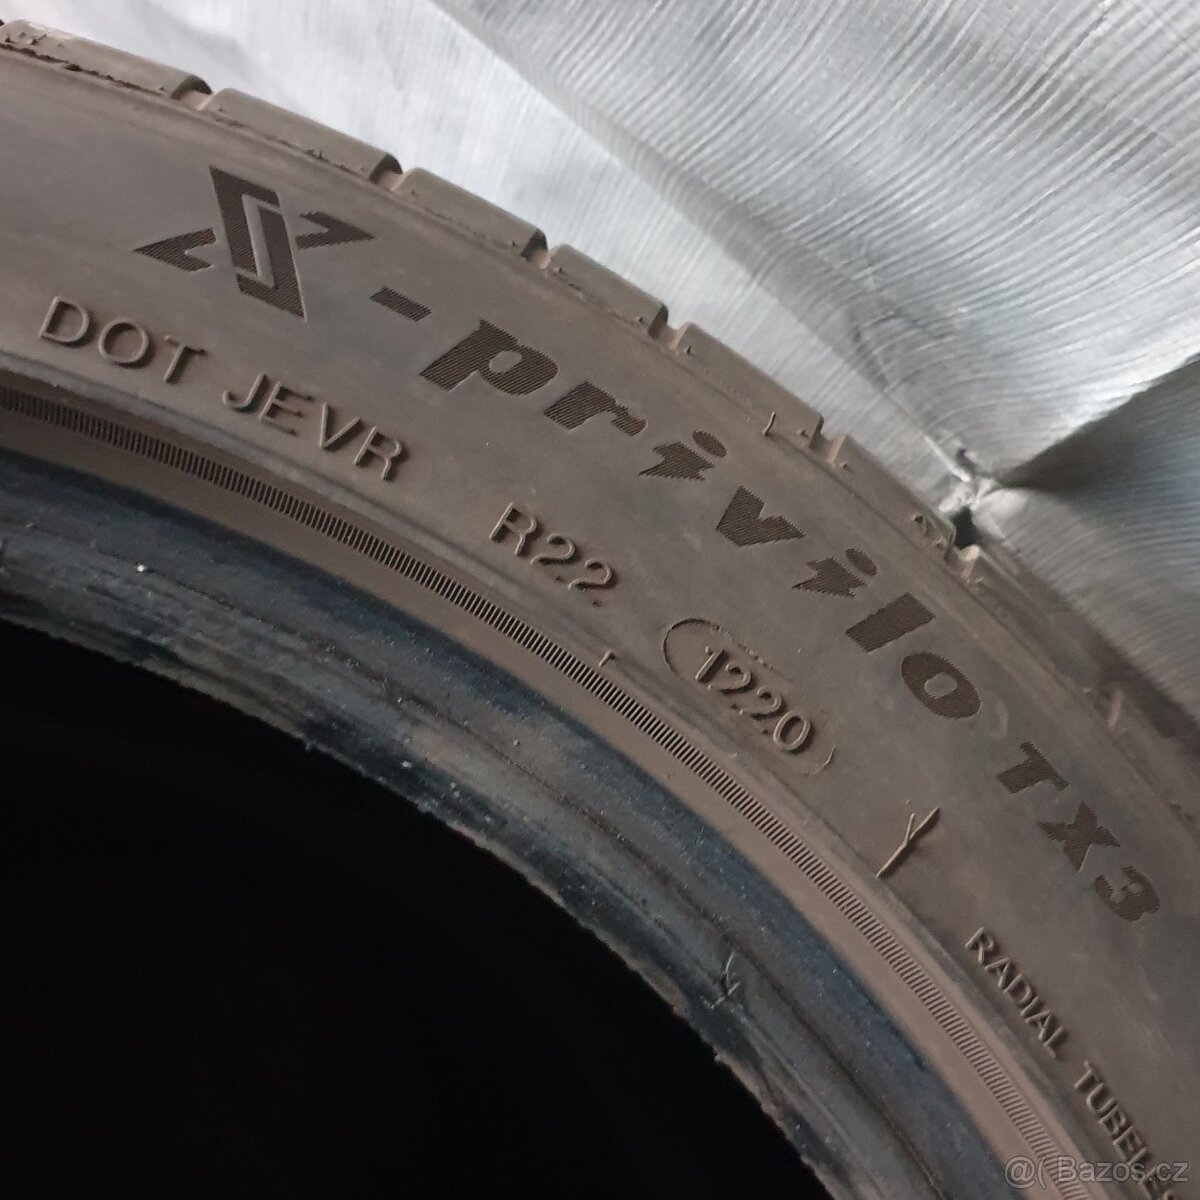 X-privilo TX3
DOT JEVR R22 1220
RADIAL TUBEL
@( Bazos.cz